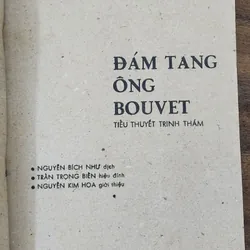 ĐÁM TANG
ÔNG
BOUVET
TIỂU THUYẾT TRINH THÁM
• NGUYỄN BÍCH NHƯ dịch
• TRẦN TRỌNG BIỀN hiệu đính
• NGUYỄN KIM HOA giới thiệu